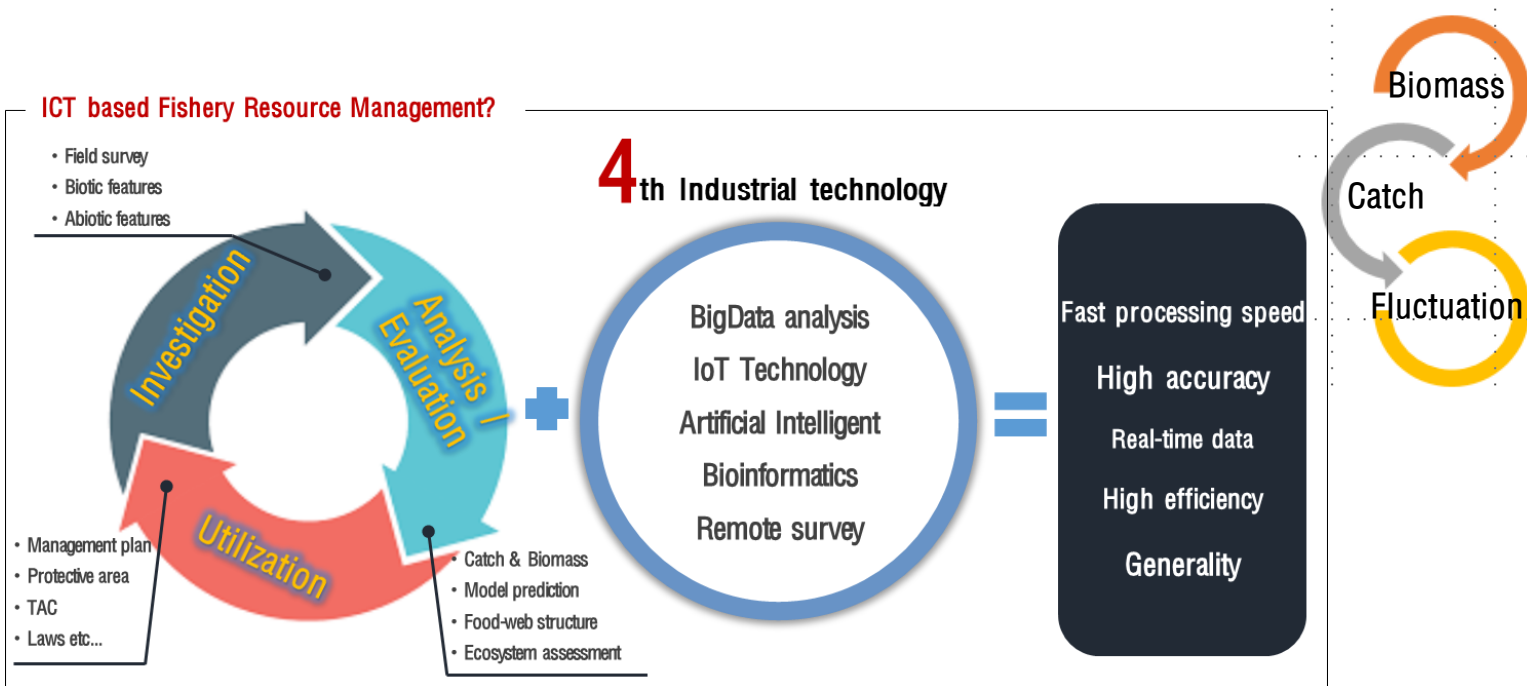 ICT based Fishery Resource Management?
• Field survey
• Biotic features
• Abiotic features
Investigation
Analysis /
Evaluation
Utilization
• Management plan
• Protective area
• TAC
• Laws etc...
• Catch & Biomass
• Model prediction
• Food-web structure
• Ecosystem assessment
4th Industrial technology
BigData analysis
IoT Technology
Artificial Intelligent
Bioinformatics
Remote survey
Fast processing speed
High accuracy
Real-time data
High efficiency
Generality
Biomass
Catch
Fluctuation